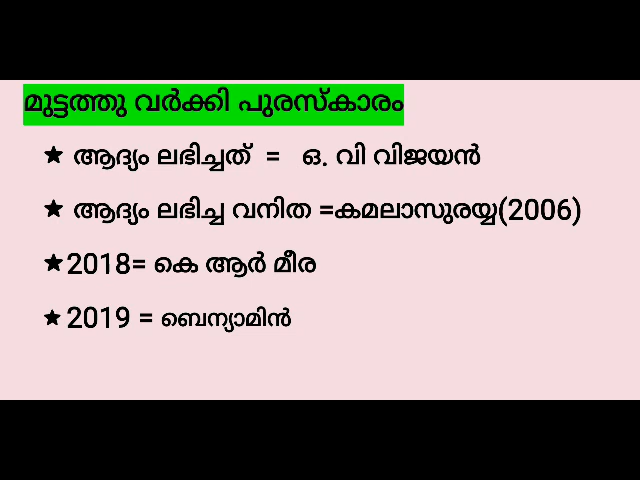 മുട്ടത്തു വർക്കി പുരസ്കാരം
★ ആദ്യം ലഭിച്ചത് = ഒ. വി വിജയൻ
★ ആദ്യം ലഭിച്ച വനിത =കമലാസുരയ്യ(2006)
★2018= കെ ആർ മീര
★2019 = ബെന്യാമിൻ